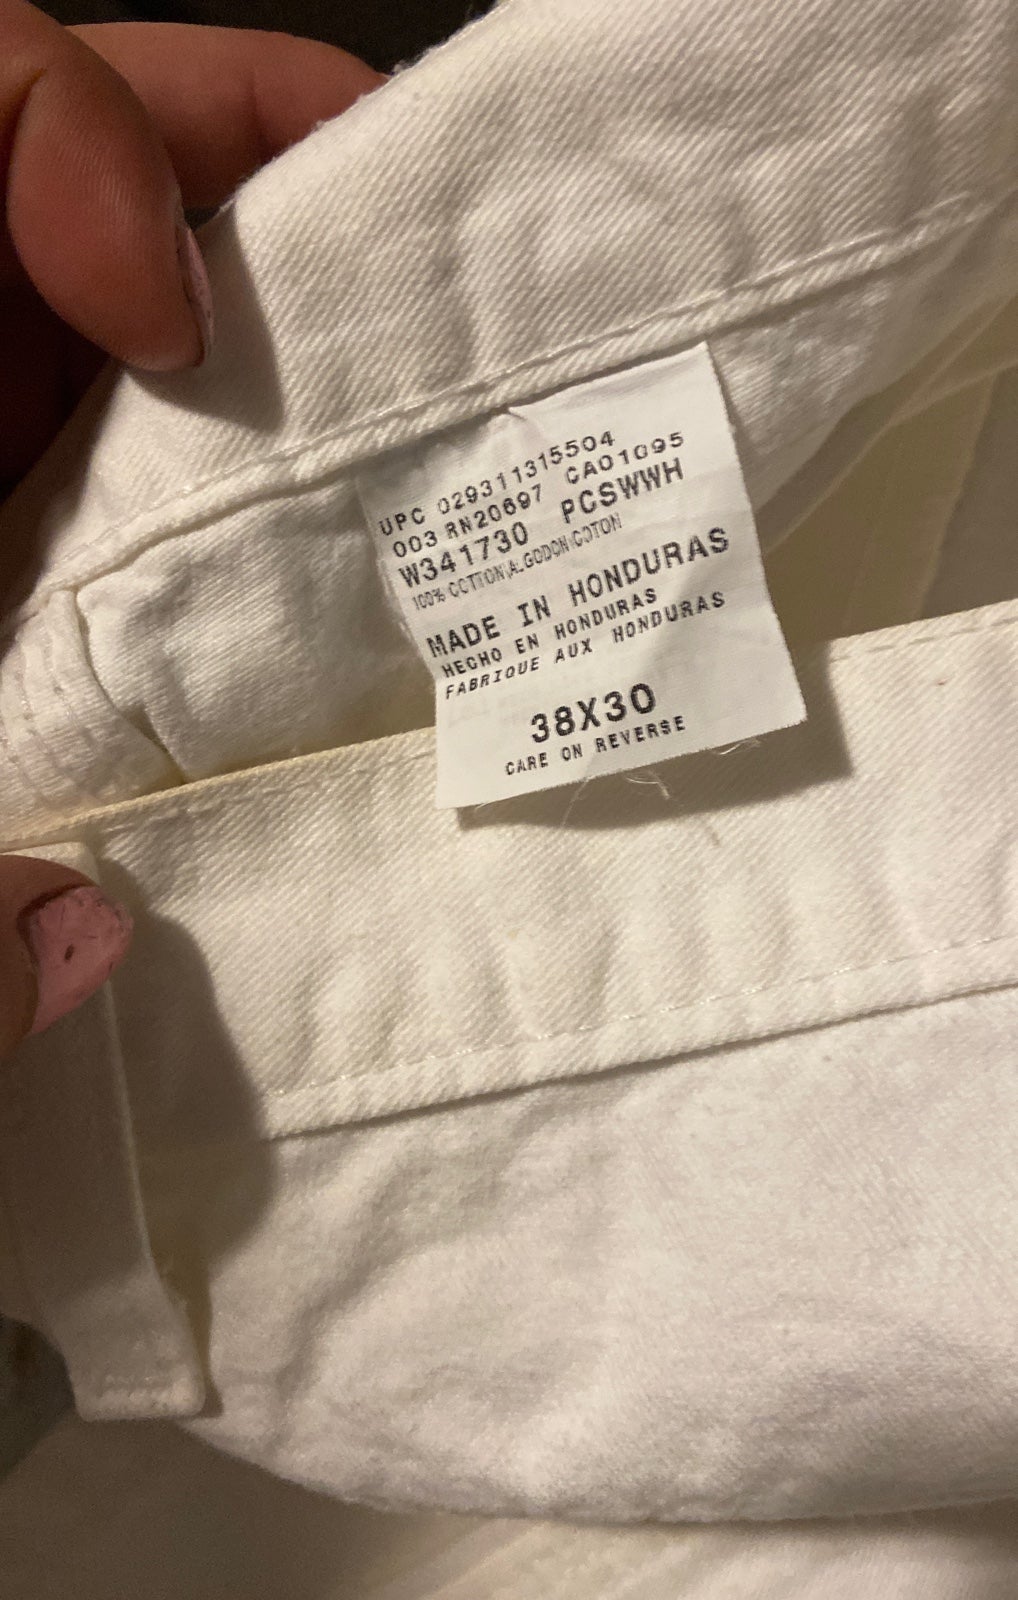 UPC 029311315504
003 RN20697 CA01095
W341730 PCSWWH
100% COTTON\ALGODON\COTON
MADE IN HONDURAS
HECHO EN HONDURAS
FABRIQUE AUX HONDURAS
38X30
CARE ON REVERSE